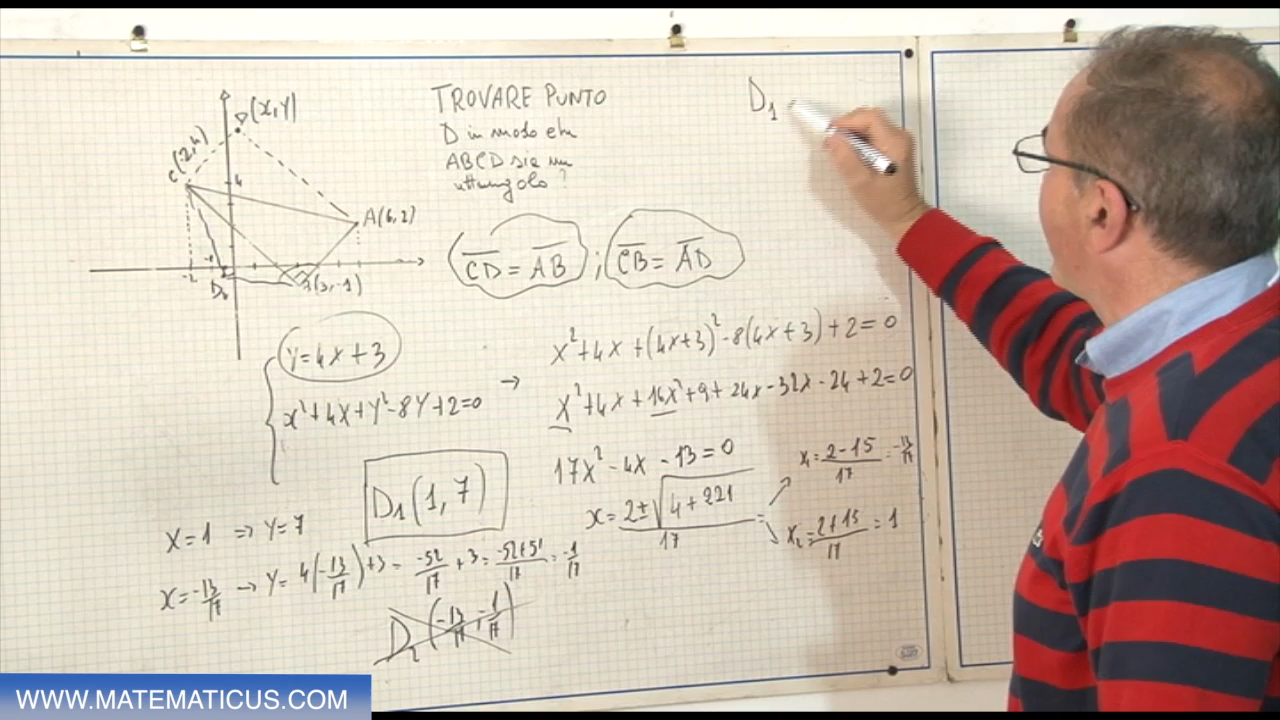 TROVARE PUNTO
D in modo che
ABCD sia un
rettangolo?
D₁
D(x,y)
C(2,4)
4
A(6,2)
-2
B(3,-1)
C̅D̅ = A̅B̅ ; C̅B̅ = A̅D̅
y=4x+3
x²+4x+y²-8y+2=0
→
x²+4x+(4x+3)²-8(4x+3)+2=0
x²+4x+16x²+9+24x-32x-24+2=0
17x²-4x-13=0
x=2±√4+221/17=
x₁=2-15/17=-13/17
x₂=2+15/17=1
D₁(1,7)
x=1 ⇒ y=7
x=-13/17 → y=4(-13/17)+3=-52/17+3=-52+51/17=-1/17
D₂(-13/17;-1/17)
WWW.MATEMATICUS.COM